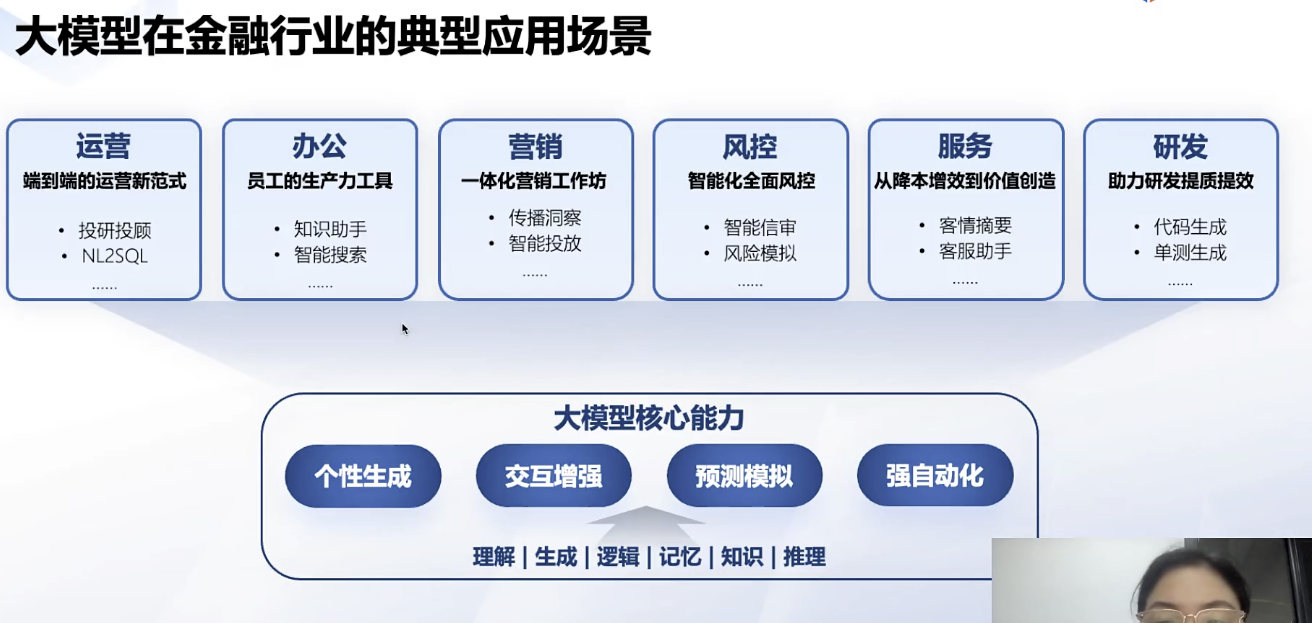 大模型在金融行业的典型应用场景
运营
端到端的运营新范式
• 投研投顾
• NL2SQL
......
办公
员工的生产力工具
• 知识助手
• 智能搜索
......
营销
一体化营销工作坊
• 传播洞察
• 智能投放
......
风控
智能化全面风控
• 智能信审
• 风险模拟
......
服务
从降本增效到价值创造
• 客情摘要
• 客服助手
......
研发
助力研发提质提效
• 代码生成
• 单测生成
......
大模型核心能力
个性生成
交互增强
预测模拟
强自动化
理解 | 生成 | 逻辑 | 记忆 | 知识 | 推理